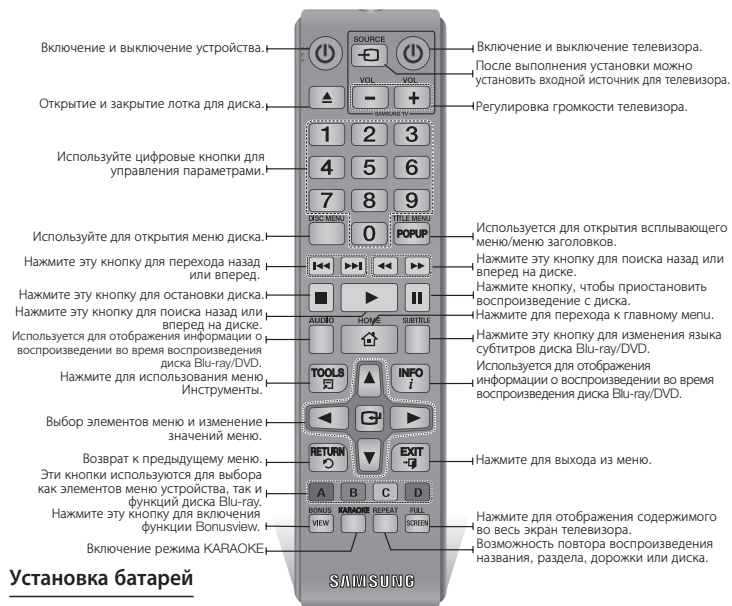 SOURCE
Включение и выключение устройства.
Включение и выключение телевизора.
После выполнения установки можно
установить входной источник для телевизора.
VOL VOL
Открытие и закрытие лотка для диска.
- +
Регулировка громкости телевизора.
SAMSUNG TV
1 2 3
Используйте цифровые кнопки для
управления параметрами.
4 5 6
7 8 9
DISC MENU TITLE MENU
0 POPUP
Используйте для открытия меню диска.
Используется для открытия всплывающего
меню/меню заголовков.
Нажмите эту кнопку для перехода назад
или вперед.
Нажмите эту кнопку для поиска назад или
вперед на диске.
Нажмите эту кнопку для остановки диска.
Нажмите кнопку, чтобы приостановить
воспроизведение с диска.
Нажмите эту кнопку для поиска назад или
вперед на диске.
Нажмите для перехода к главному menu.
AUDIO HOME SUBTITLE
Используется для отображения информации о
воспроизведении во время воспроизведения
диска Blu-ray/DVD.
Нажмите эту кнопку для изменения языка
субтитров диска Blu-ray/DVD.
TOOLS INFO
i
Нажмите для использования меню
Инструменты.
Используется для отображения
информации о воспроизведении во время
воспроизведения диска Blu-ray/DVD.
Выбор элементов меню и изменение
значений меню.
RETURN EXIT
Возврат к предыдущему меню.
Нажмите для выхода из меню.
Эти кнопки используются для выбора
как элементов меню устройства, так и
функций диска Blu-ray.
A B C D
BONUS KARAOKE REPEAT FULL
VIEW SCREEN
Нажмите эту кнопку для включения
функции Bonusview.
Нажмите для отображения содержимого
во весь экран телевизора.
Включение режима KARAOKE
Возможность повтора воспроизведения
названия, раздела, дорожки или диска.
SAMSUNG
Установка батарей